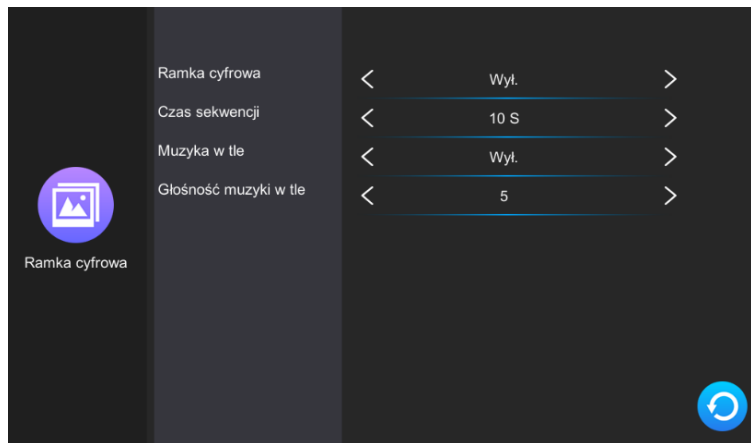 Ramka cyfrowa
Wył.
Czas sekwencji
10 S
Muzyka w tle
Wył.
Głośność muzyki w tle
5
Ramka cyfrowa